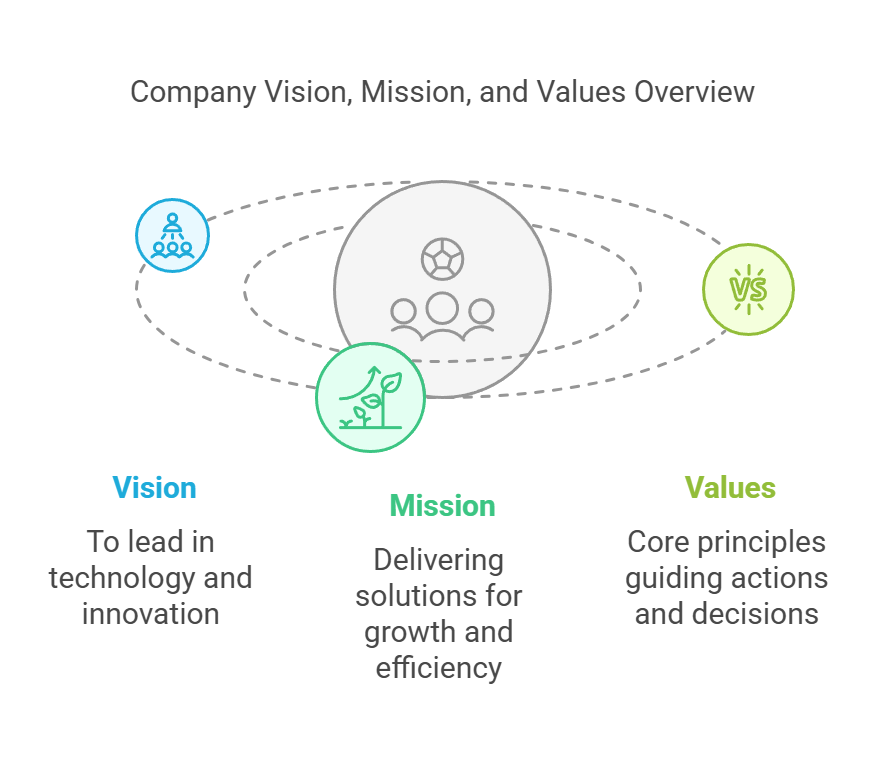 Company Vision, Mission, and Values Overview
VS
Vision
To lead in
technology and
innovation
Mission
Delivering
solutions for
growth and
efficiency
Values
Core principles
guiding actions
and decisions